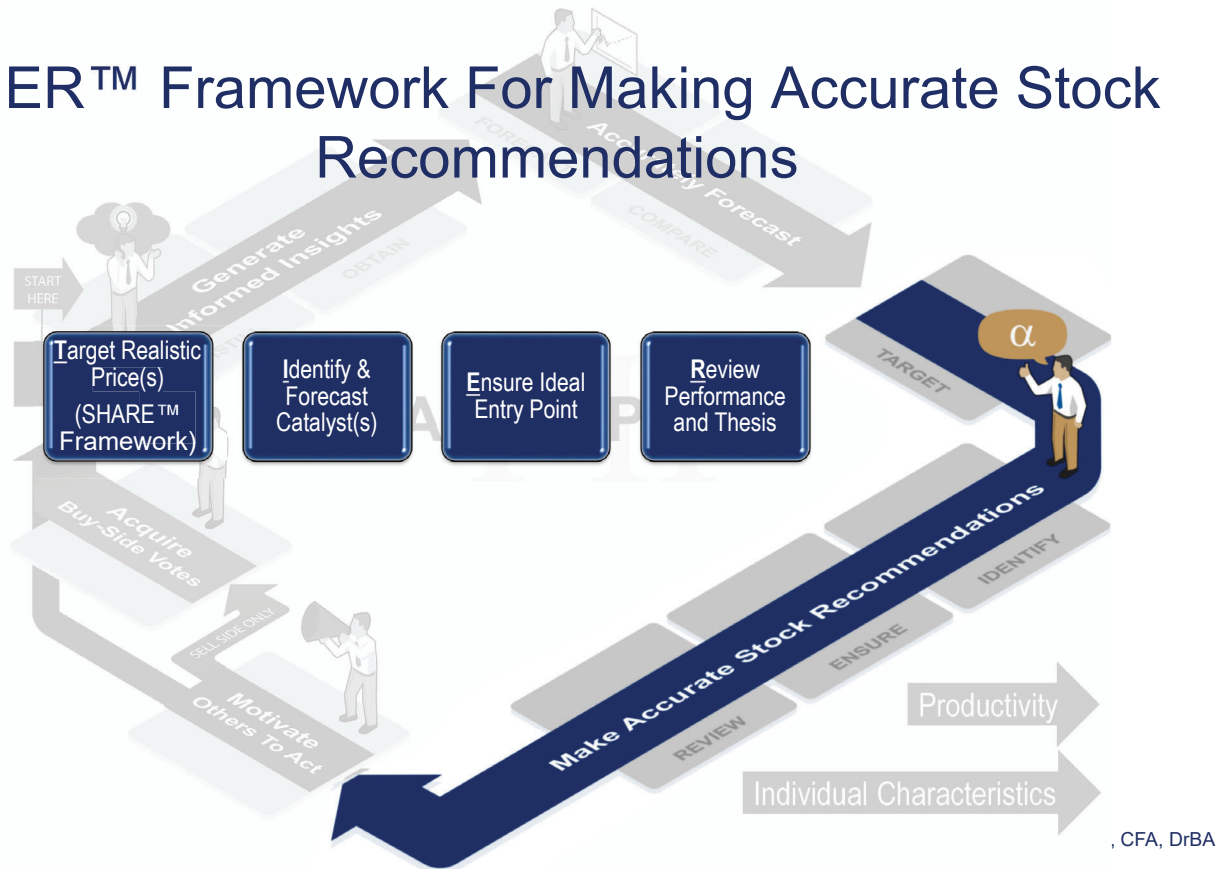 ER™ Framework For Making Accurate Stock
Recommendations
START
HERE
Generate
Informed Insights
OBTAIN
Accurately Forecast
COMPARE
Target Realistic
Price(s)
(SHARE™
Framework)
Identify &
Forecast
Catalyst(s)
Ensure Ideal
Entry Point
Review
Performance
and Thesis
α
TARGET
IDENTIFY
ENSURE
REVIEW
Make Accurate Stock Recommendations
Acquire
Buy-Side Votes
SELL SIDE ONLY
Motivate
Others To Act
Productivity
Individual Characteristics
, CFA, DrBA